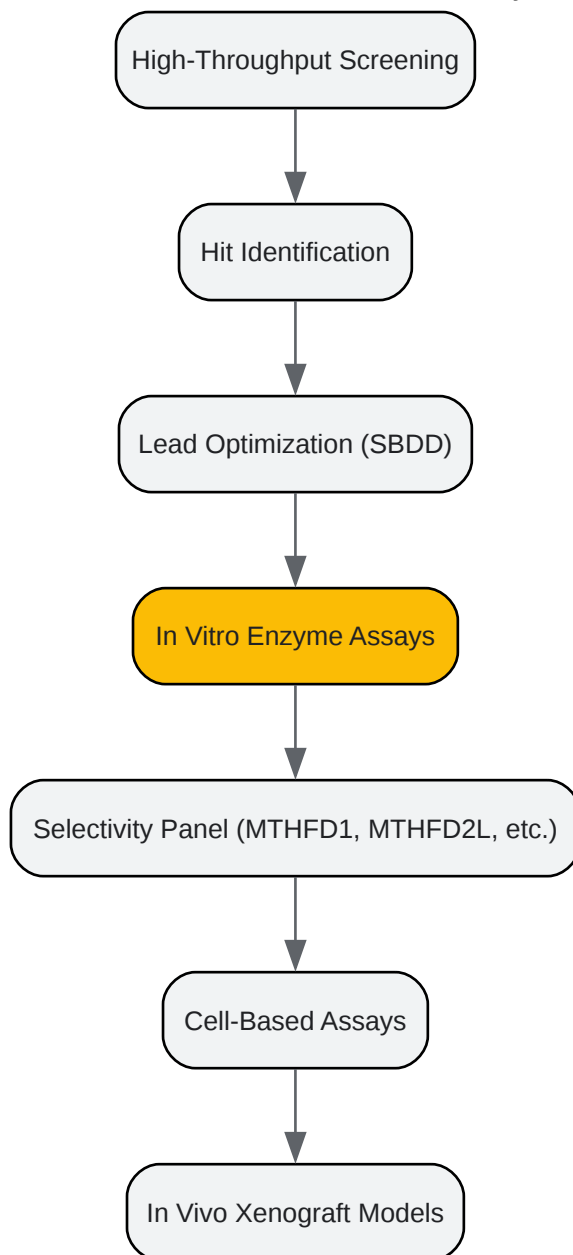 High-Throughput Screening
Hit Identification
Lead Optimization (SBDD)
In Vitro Enzyme Assays
Selectivity Panel (MTHFD1, MTHFD2L, etc.)
Cell-Based Assays
In Vivo Xenograft Models